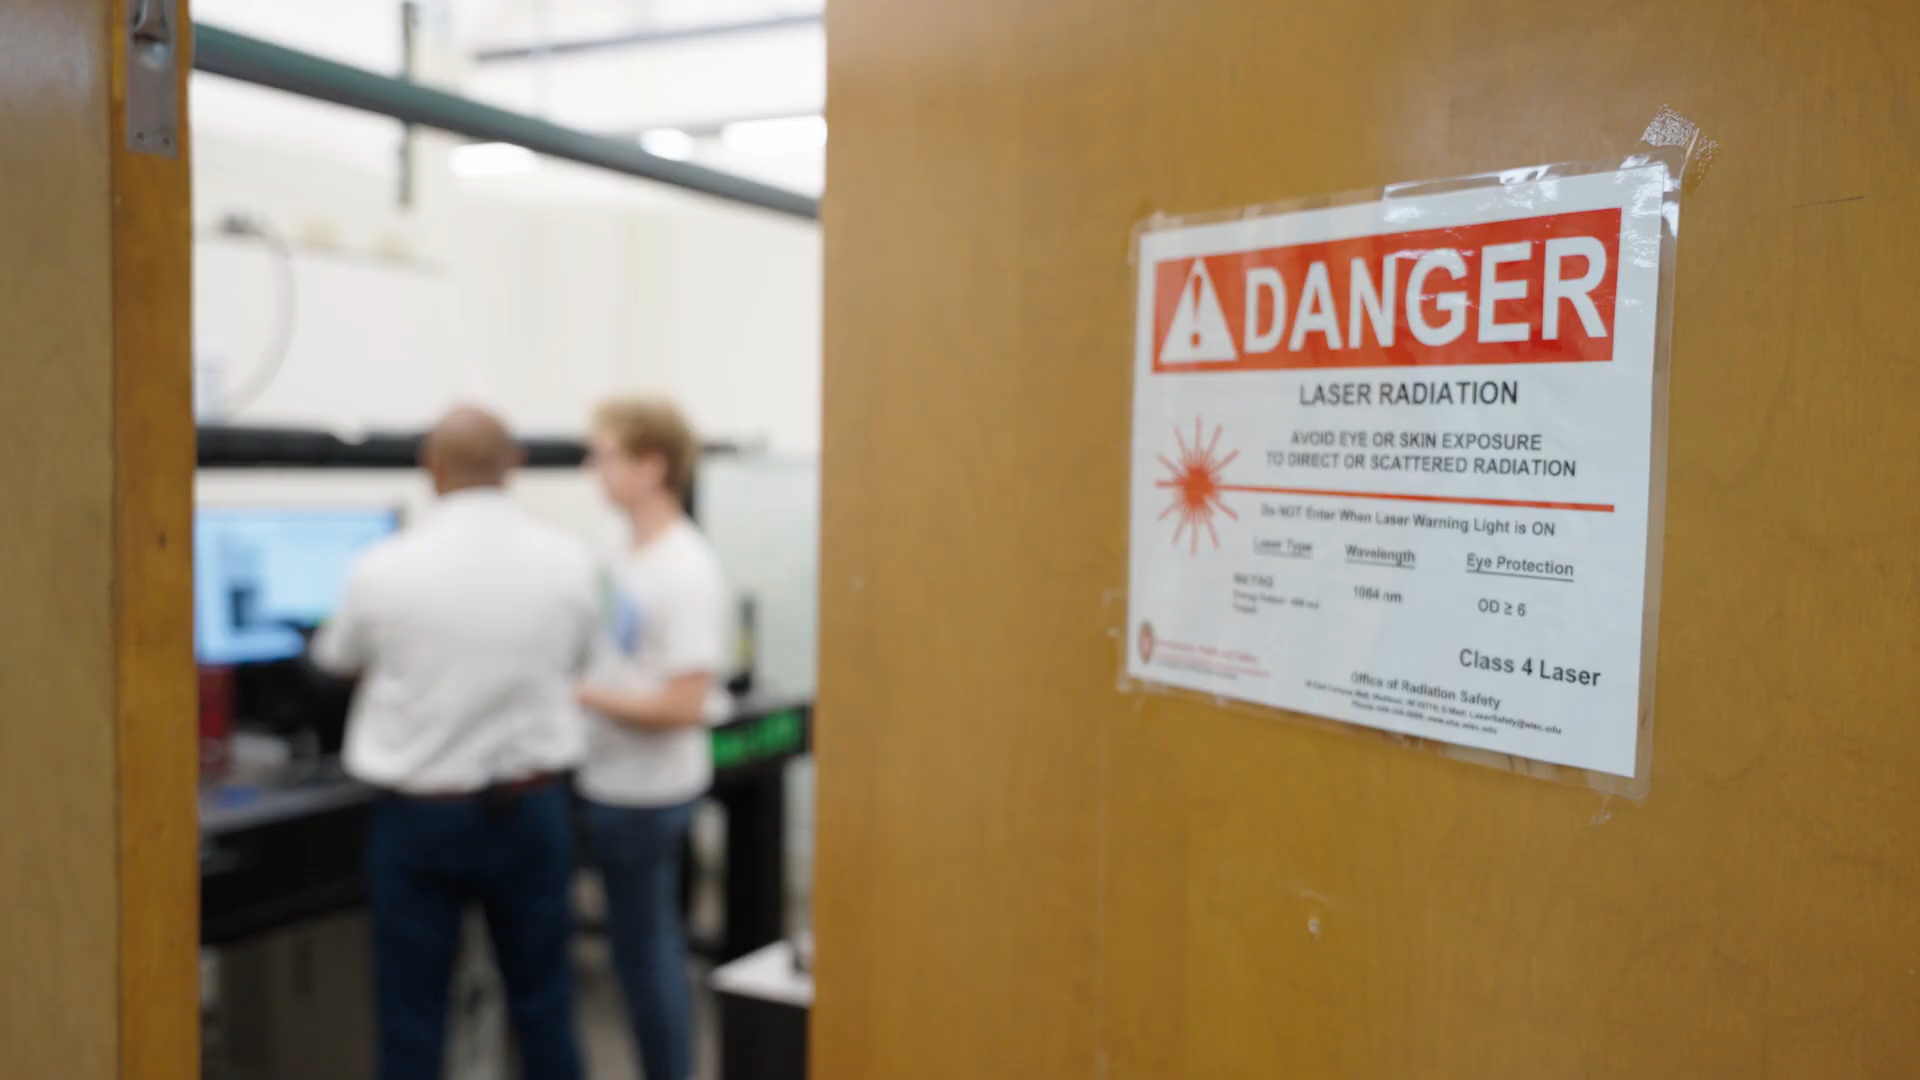 DANGER
LASER RADIATION
AVOID EYE OR SKIN EXPOSURE
TO DIRECT OR SCATTERED RADIATION
Do NOT Enter When Laser Warning Light is ON
Laser Type Wavelength Eye Protection
Nd:YAG 1064 nm OD ≥ 6
Class 4 Laser
Office of Radiation Safety